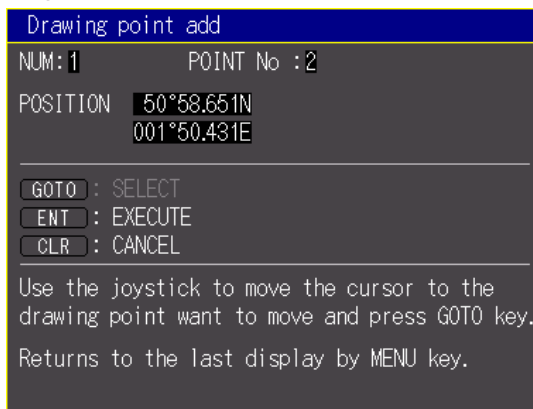 Drawing point add
NUM:1 POINT No :2
POSITION 50°58.651N
001°50.431E
GOTO : SELECT
ENT : EXECUTE
CLR : CANCEL
Use the joystick to move the cursor to the
drawing point want to move and press GOTO key.
Returns to the last display by MENU key.